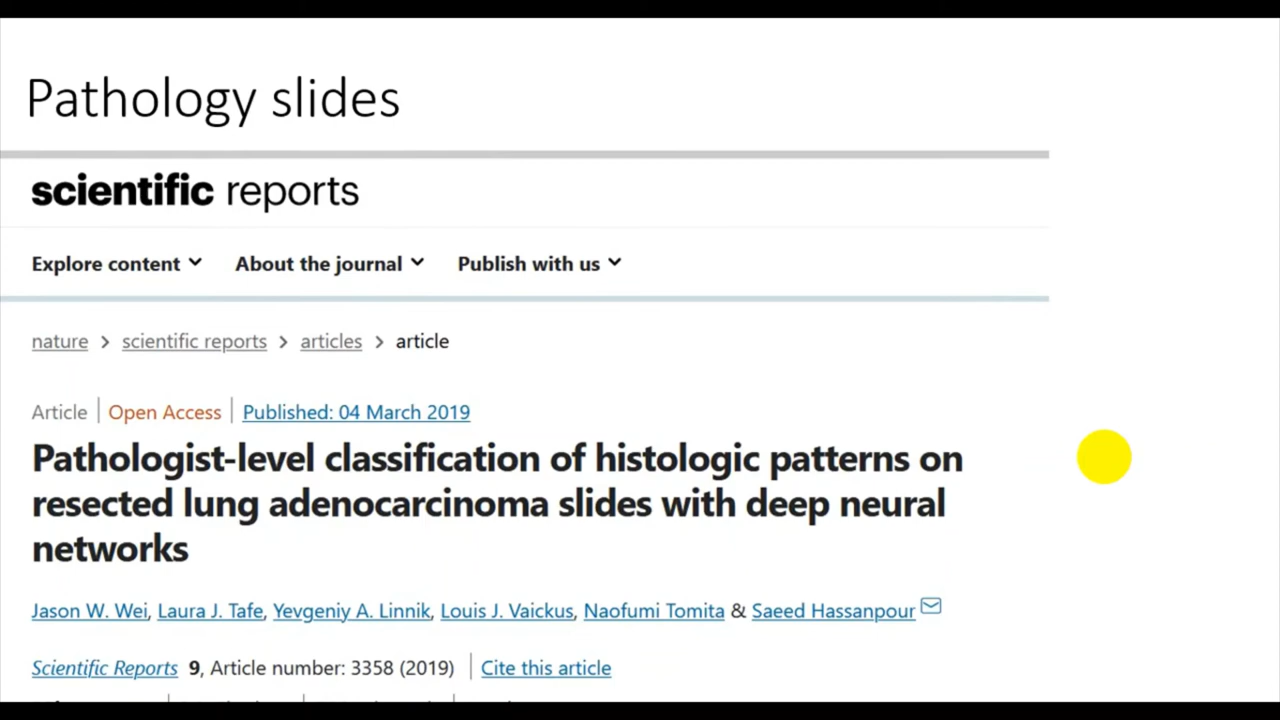 Pathology slides
scientific reports
Explore content About the journal Publish with us
nature > scientific reports > articles > article
Article | Open Access | Published: 04 March 2019
Pathologist-level classification of histologic patterns on
resected lung adenocarcinoma slides with deep neural
networks
Jason W. Wei, Laura J. Tafe, Yevgeniy A. Linnik, Louis J. Vaickus, Naofumi Tomita & Saeed Hassanpour
Scientific Reports 9, Article number: 3358 (2019) | Cite this article